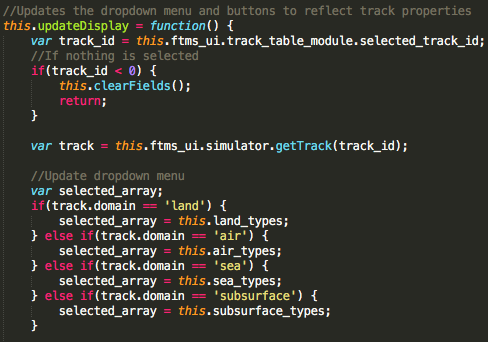 //Updates the dropdown menu and buttons to reflect track properties
this.updateDisplay = function() {
    var track_id = this.ftms_ui.track_table_module.selected_track_id;
    //If nothing is selected
    if(track_id < 0) {
        this.clearFields();
        return;
    }

    var track = this.ftms_ui.simulator.getTrack(track_id);

    //Update dropdown menu
    var selected_array;
    if(track.domain == 'land') {
        selected_array = this.land_types;
    } else if(track.domain == 'air') {
        selected_array = this.air_types;
    } else if(track.domain == 'sea') {
        selected_array = this.sea_types;
    } else if(track.domain == 'subsurface') {
        selected_array = this.subsurface_types;
    }